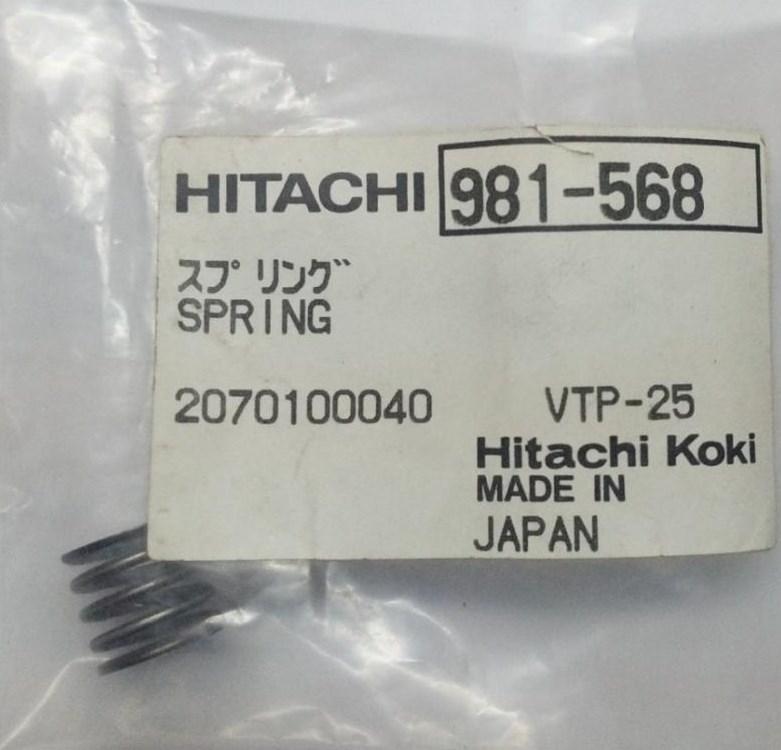 HITACHI 981-568
スプリング
SPRING
2070100040 VTP-25
Hitachi Koki
MADE IN
JAPAN